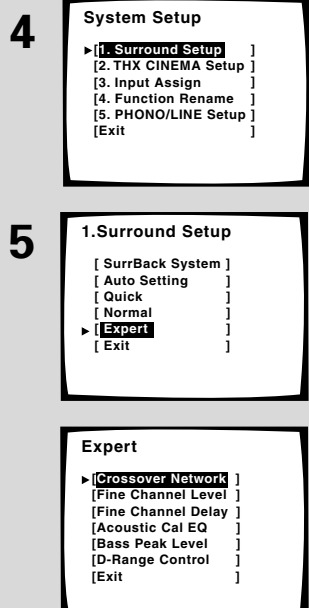 4
System Setup
▶[1. Surround Setup ]
[2. THX CINEMA Setup ]
[3. Input Assign ]
[4. Function Rename ]
[5. PHONO/LINE Setup ]
[Exit ]
5
1.Surround Setup
[ SurrBack System ]
[ Auto Setting ]
[ Quick ]
[ Normal ]
▶[ Expert ]
[ Exit ]
Expert
▶[Crossover Network ]
[Fine Channel Level ]
[Fine Channel Delay ]
[Acoustic Cal EQ ]
[Bass Peak Level ]
[D-Range Control ]
[Exit ]